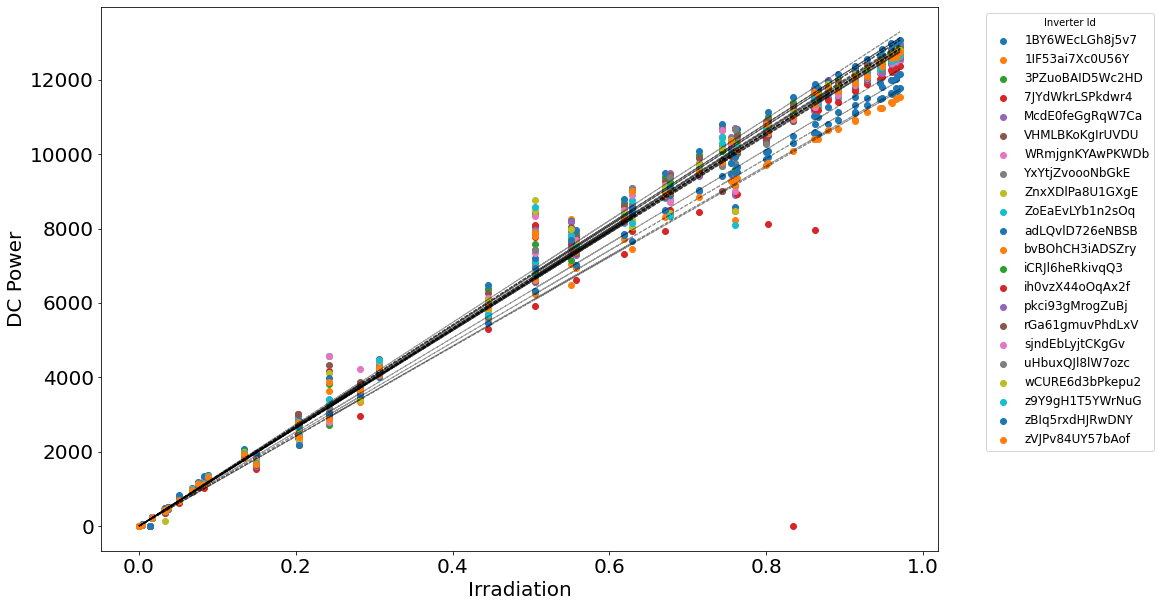 DC Power
12000
10000
8000
6000
4000
2000
0
0.0 0.2 0.4 0.6 0.8 1.0
Irradiation
Inverter Id
1BY6WEcLGh8j5v7
1IF53ai7Xc0U56Y
3PZuoBAID5Wc2HD
7JYdWkrLSPkdwr4
McdE0feGgRqW7Ca
VHMLBKoKgIrUVDU
WRmjgnKYAwPKWDb
YxYtjZvoooNbGkE
ZnxXDlPa8U1GXgE
ZoEaEvLYb1n2sOq
adLQvlD726eNBSB
bvBOhCH3iADSZry
iCRJl6heRkivqQ3
ih0vzX44oOqAx2f
pkci93gMrogZuBj
rGa61gmuvPhdLxV
sjndEbLyjtCKgGv
uHbuxQJl8lW7ozc
wCURE6d3bPkepu2
z9Y9gH1T5YWrNuG
zBIq5rxdHJRwDNY
zVJPv84UY57bAof